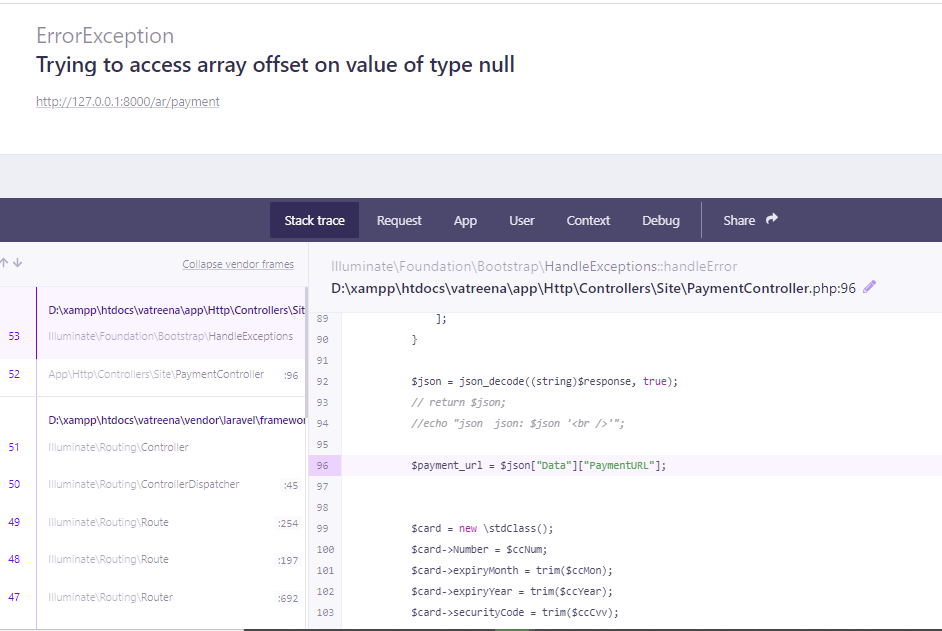 ErrorException
Trying to access array offset on value of type null
http://127.0.0.1:8000/ar/payment
Stack trace Request App User Context Debug Share
Collapse vendor frames
D:\xampp\htdocs\vatreena\app\Http\Controllers\Sit
53 Illuminate\Foundation\Bootstrap\HandleExceptions
52 App\Http\Controllers\Site\PaymentController :96
D:\xampp\htdocs\vatreena\vendor\laravel\framewor
51 Illuminate\Routing\Controller
50 Illuminate\Routing\ControllerDispatcher :45
49 Illuminate\Routing\Route :254
48 Illuminate\Routing\Route :197
47 Illuminate\Routing\Router :692
Illuminate\Foundation\Bootstrap\HandleExceptions::handleError
D:\xampp\htdocs\vatreena\app\Http\Controllers\Site\PaymentController.php:96
89 ];
90 }
91
92 $json = json_decode((string)$response, true);
93 // return $json;
94 //echo "json json: $json '<br />'";
95
96 $payment_url = $json["Data"]["PaymentURL"];
97
98
99 $card = new \stdClass();
100 $card->Number = $ccNum;
101 $card->expiryMonth = trim($ccMon);
102 $card->expiryYear = trim($ccYear);
103 $card->securityCode = trim($ccCvv);